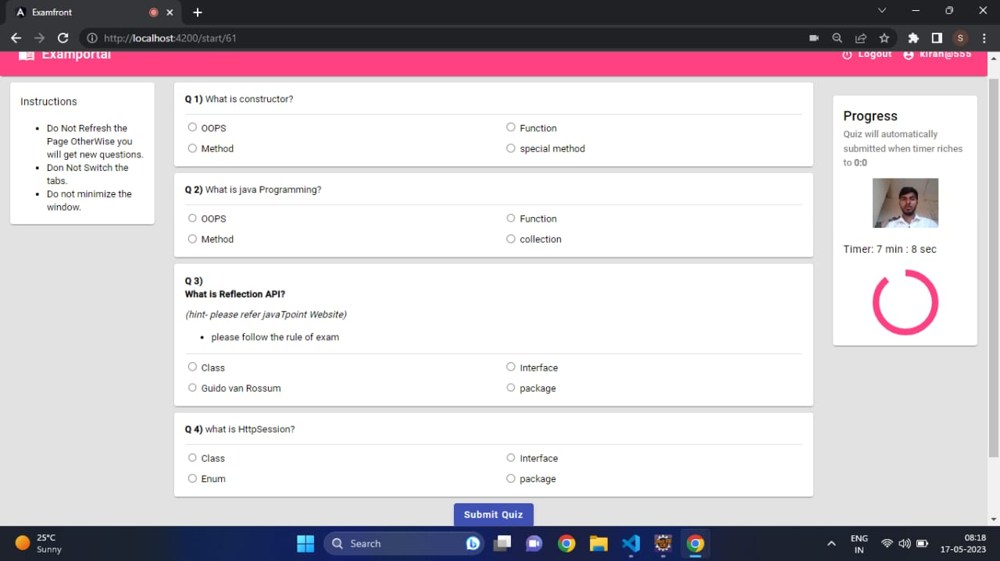 Examfront
http://localhost:4200/start/61
S
Examportal
Logout kiran@555
Instructions
Do Not Refresh the
Page OtherWise you
will get new questions.
Don Not Switch the
tabs.
Do not minimize the
window.
Q 1) What is constructor?
OOPS Function
Method special method
Q 2) What is java Programming?
OOPS Function
Method collection
Q 3)
What is Reflection API?
(hint- please refer javaTpoint Website)
please follow the rule of exam
Class Interface
Guido van Rossum package
Q 4) what is HttpSession?
Class Interface
Enum package
Submit Quiz
Progress
Quiz will automatically
submitted when timer riches
to 0:0
Timer: 7 min : 8 sec
25°C
Sunny
Search
ENG
IN
08:18
17-05-2023